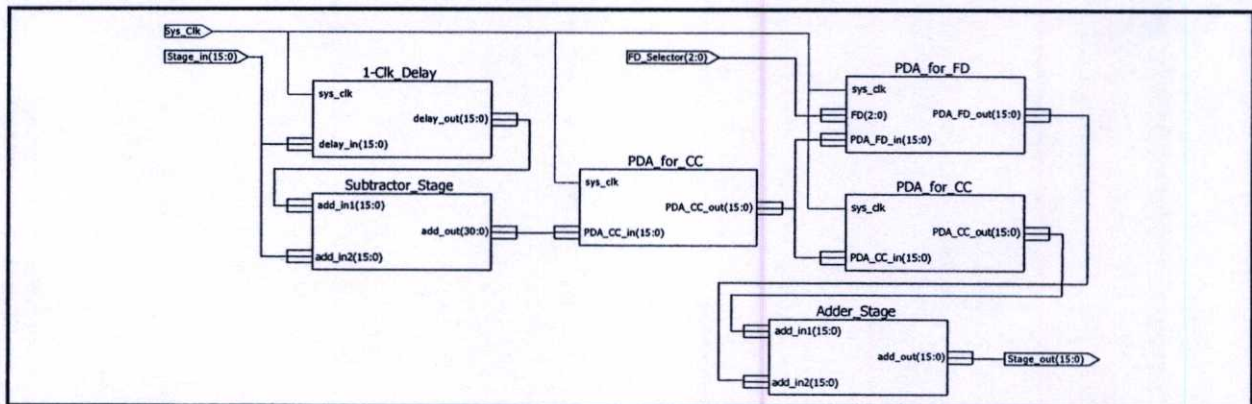 Sys_Clk
Stage_in(15:0)
1-Clk_Delay
sys_clk
delay_out(15:0)
delay_in(15:0)
Subtractor_Stage
add_in1(15:0)
add_out(30:0)
add_in2(15:0)
PDA_for_CC
sys_clk
PDA_CC_out(15:0)
PDA_CC_in(15:0)
FD_Selector(2:0)
PDA_for_FD
sys_clk
FD(2:0)
PDA_FD_out(15:0)
PDA_FD_in(15:0)
PDA_for_CC
sys_clk
PDA_CC_out(15:0)
PDA_CC_in(15:0)
Adder_Stage
add_in1(15:0)
add_out(15:0)
add_in2(15:0)
Stage_out(15:0)